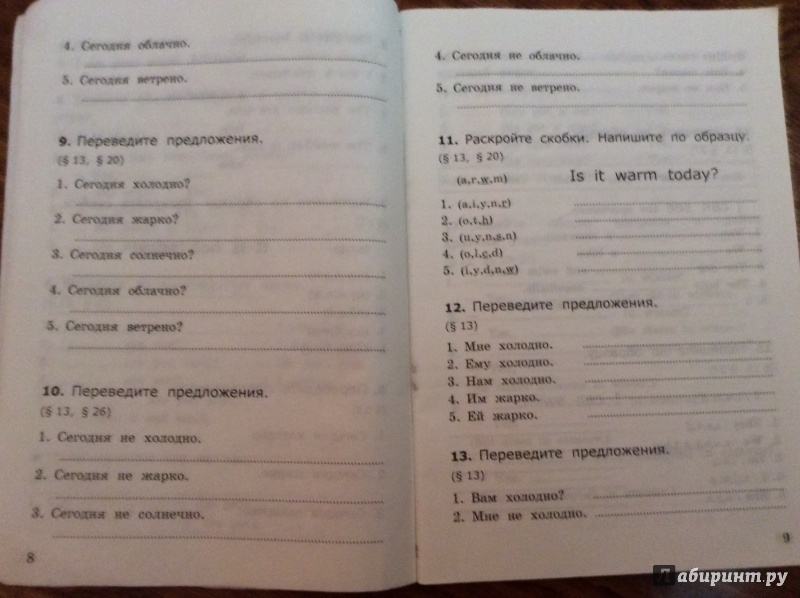 4. Сегодня облачно.
5. Сегодня ветрено.
9. Переведите предложения.
(§ 13, § 20)
1. Сегодня холодно?
2. Сегодня жарко?
3. Сегодня солнечно?
4. Сегодня облачно?
5. Сегодня ветрено?
10. Переведите предложения.
(§ 13, § 26)
1. Сегодня не холодно.
2. Сегодня не жарко.
3. Сегодня не солнечно.
8
4. Сегодня не облачно.
5. Сегодня не ветрено.
11. Раскройте скобки. Напишите по образцу.
(§ 13, § 20)
(a,r,w,m) Is it warm today?
1. (a,i,y,n,r)
2. (o,t,h)
3. (u,y,n,s,n)
4. (o,l,c,d)
5. (i,y,d,n,w)
12. Переведите предложения.
(§ 13)
1. Мне холодно.
2. Ему холодно.
3. Нам холодно.
4. Им жарко.
5. Ей жарко.
13. Переведите предложения.
(§ 13)
1. Вам холодно?
2. Мне не холодно.
9
Лабиринт.ру